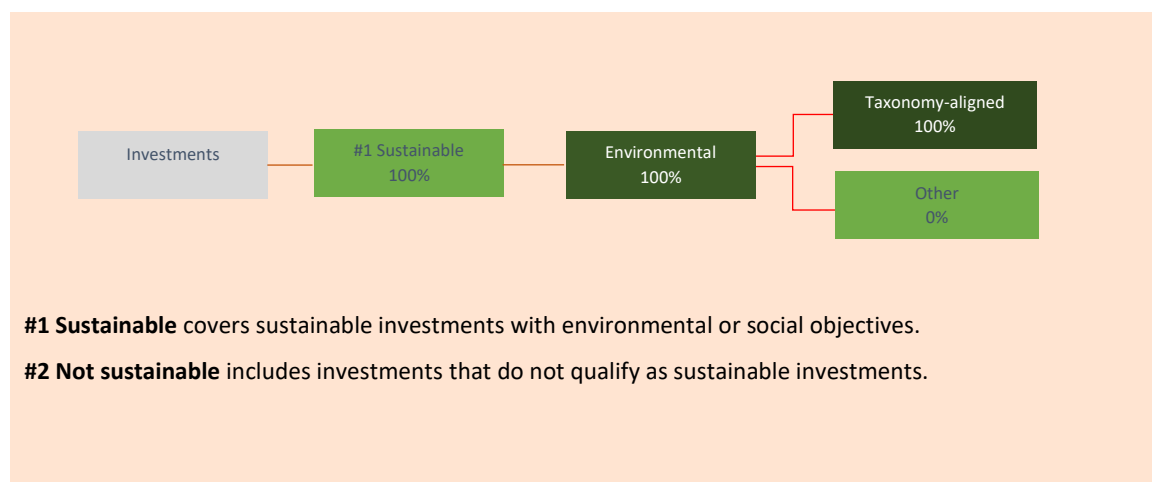 Investments
#1 Sustainable
100%
Environmental
100%
Taxonomy-aligned
100%
Other
0%
#1 Sustainable covers sustainable investments with environmental or social objectives.
#2 Not sustainable includes investments that do not qualify as sustainable investments.